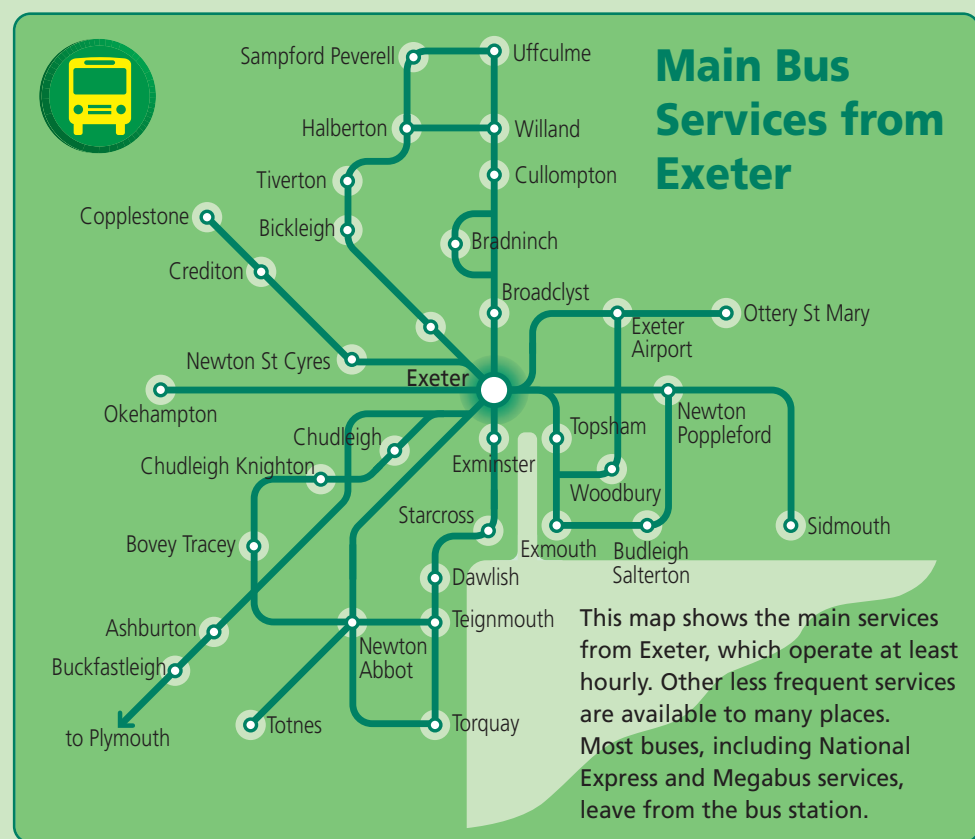 Main Bus
Services from
Exeter
Sampford Peverell
Uffculme
Halberton
Willand
Tiverton
Cullompton
Copplestone
Bickleigh
Bradninch
Crediton
Broadclyst
Ottery St Mary
Exeter
Airport
Newton St Cyres
Exeter
Okehampton
Newton
Poppleford
Chudleigh
Topsham
Chudleigh Knighton
Exminster
Woodbury
Starcross
Bovey Tracey
Exmouth
Budleigh
Salterton
Sidmouth
Dawlish
Ashburton
Teignmouth
Newton
Abbot
Buckfastleigh
to Plymouth
Totnes
Torquay
This map shows the main services
from Exeter, which operate at least
hourly. Other less frequent services
are available to many places.
Most buses, including National
Express and Megabus services,
leave from the bus station.